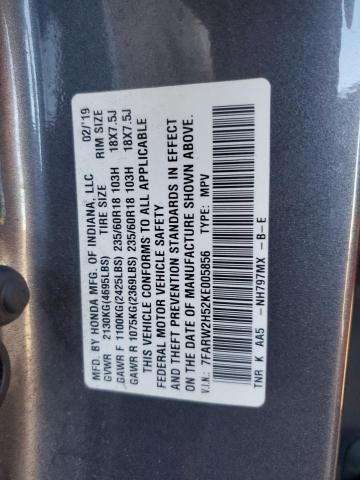 MFD. BY HONDA MFG. OF INDIANA, LLC 02/'19
TIRE SIZE RIM SIZE
GVWR 2130KG(4695LBS)
GAWR F 1100KG(2425LBS) 235/60R18 103H 18X7.5J
GAWR R 1075KG(2369LBS) 235/60R18 103H 18X7.5J
THIS VEHICLE CONFORMS TO ALL APPLICABLE
FEDERAL MOTOR VEHICLE SAFETY
AND THEFT PREVENTION STANDARDS IN EFFECT
ON THE DATE OF MANUFACTURE SHOWN ABOVE.
V.I.N.: 7FARW2H52KE005856 TYPE: MPV
TNR K AA5 -NH797MX -B-E